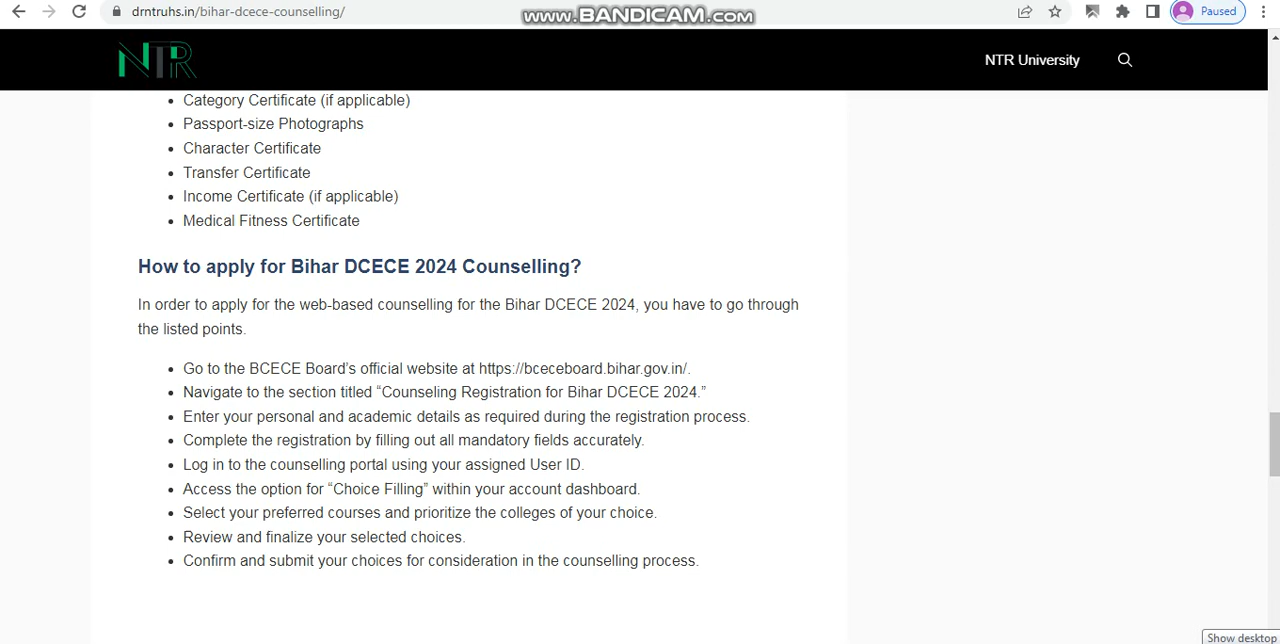 drntruhs.in/bihar-dcece-counselling/
www.BANDICAM.com
Paused
NTR
NTR University
Category Certificate (if applicable)
Passport-size Photographs
Character Certificate
Transfer Certificate
Income Certificate (if applicable)
Medical Fitness Certificate
How to apply for Bihar DCECE 2024 Counselling?
In order to apply for the web-based counselling for the Bihar DCECE 2024, you have to go through
the listed points.
Go to the BCECE Board’s official website at https://bceceboard.bihar.gov.in/.
Navigate to the section titled “Counseling Registration for Bihar DCECE 2024.”
Enter your personal and academic details as required during the registration process.
Complete the registration by filling out all mandatory fields accurately.
Log in to the counselling portal using your assigned User ID.
Access the option for “Choice Filling” within your account dashboard.
Select your preferred courses and prioritize the colleges of your choice.
Review and finalize your selected choices.
Confirm and submit your choices for consideration in the counselling process.
Show desktop